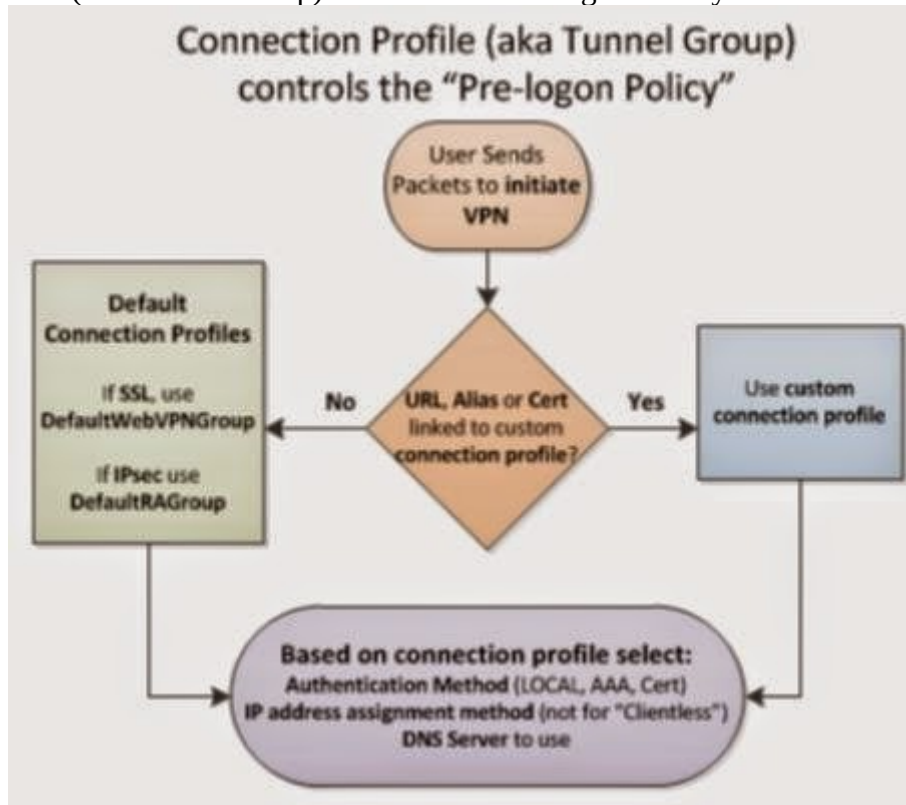 Connection Profile (aka Tunnel Group)
controls the “Pre-logon Policy”
User Sends
Packets to initiate
VPN
Default
Connection Profiles
If SSL, use
DefaultWebVPNGroup
If IPsec use
DefaultRAGroup
No
URL, Alias or Cert
linked to custom
connection profile?
Yes
Use custom
connection profile
Based on connection profile select:
Authentication Method (LOCAL, AAA, Cert)
IP address assignment method (not for “Clientless”)
DNS Server to use